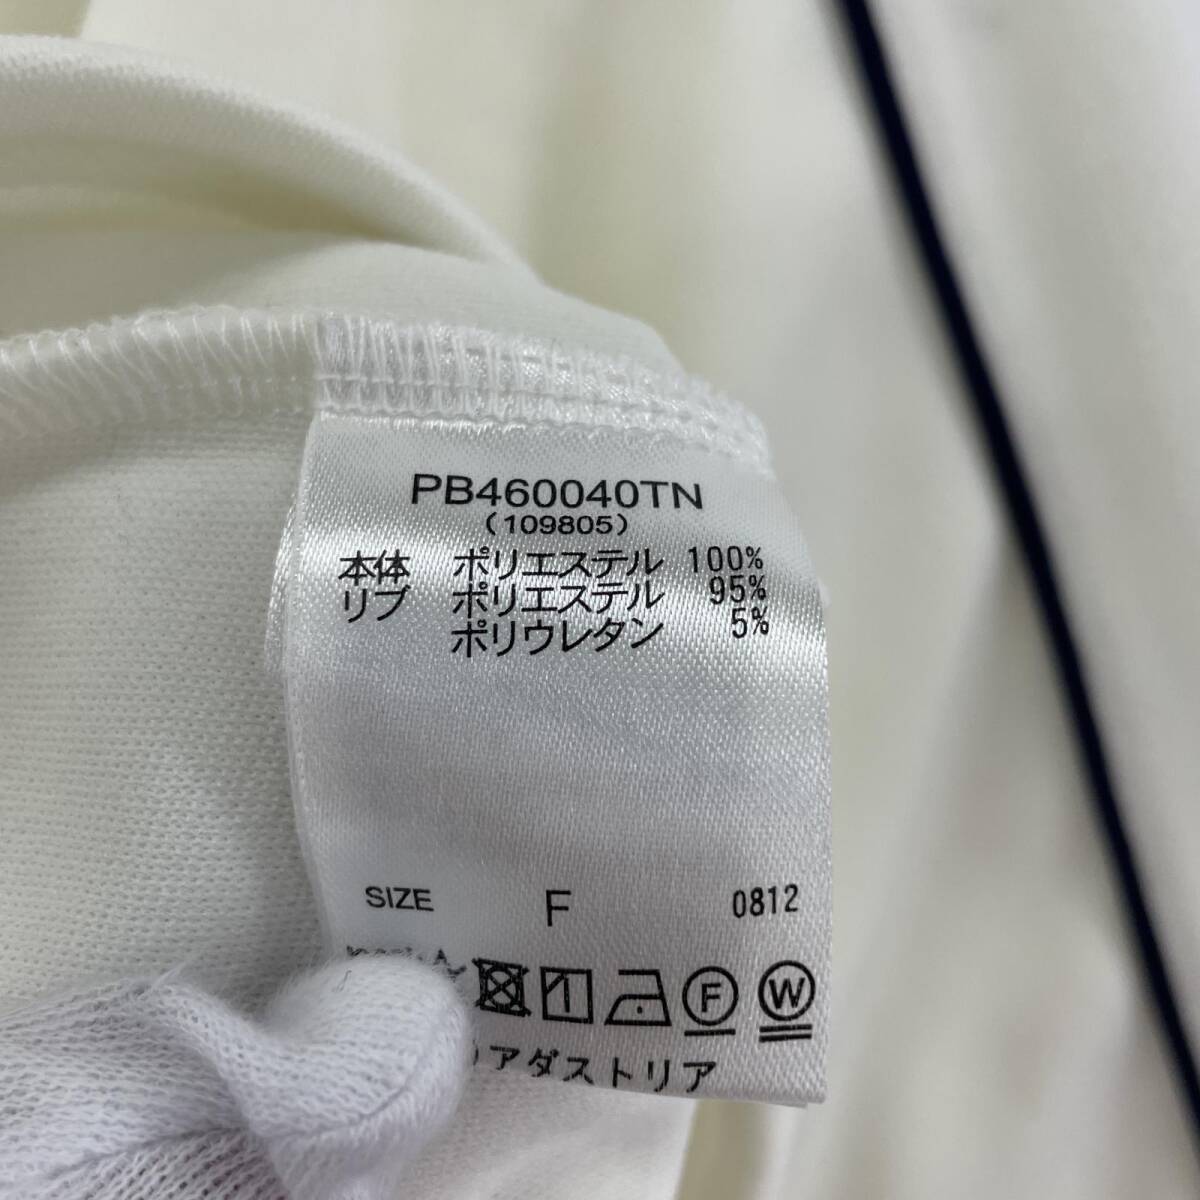 PB460040TN
(109805)
本体 ポリエステル 100%
リブ ポリエステル 95%
ポリウレタン 5%
SIZE F 0812
F W
)アダストリア